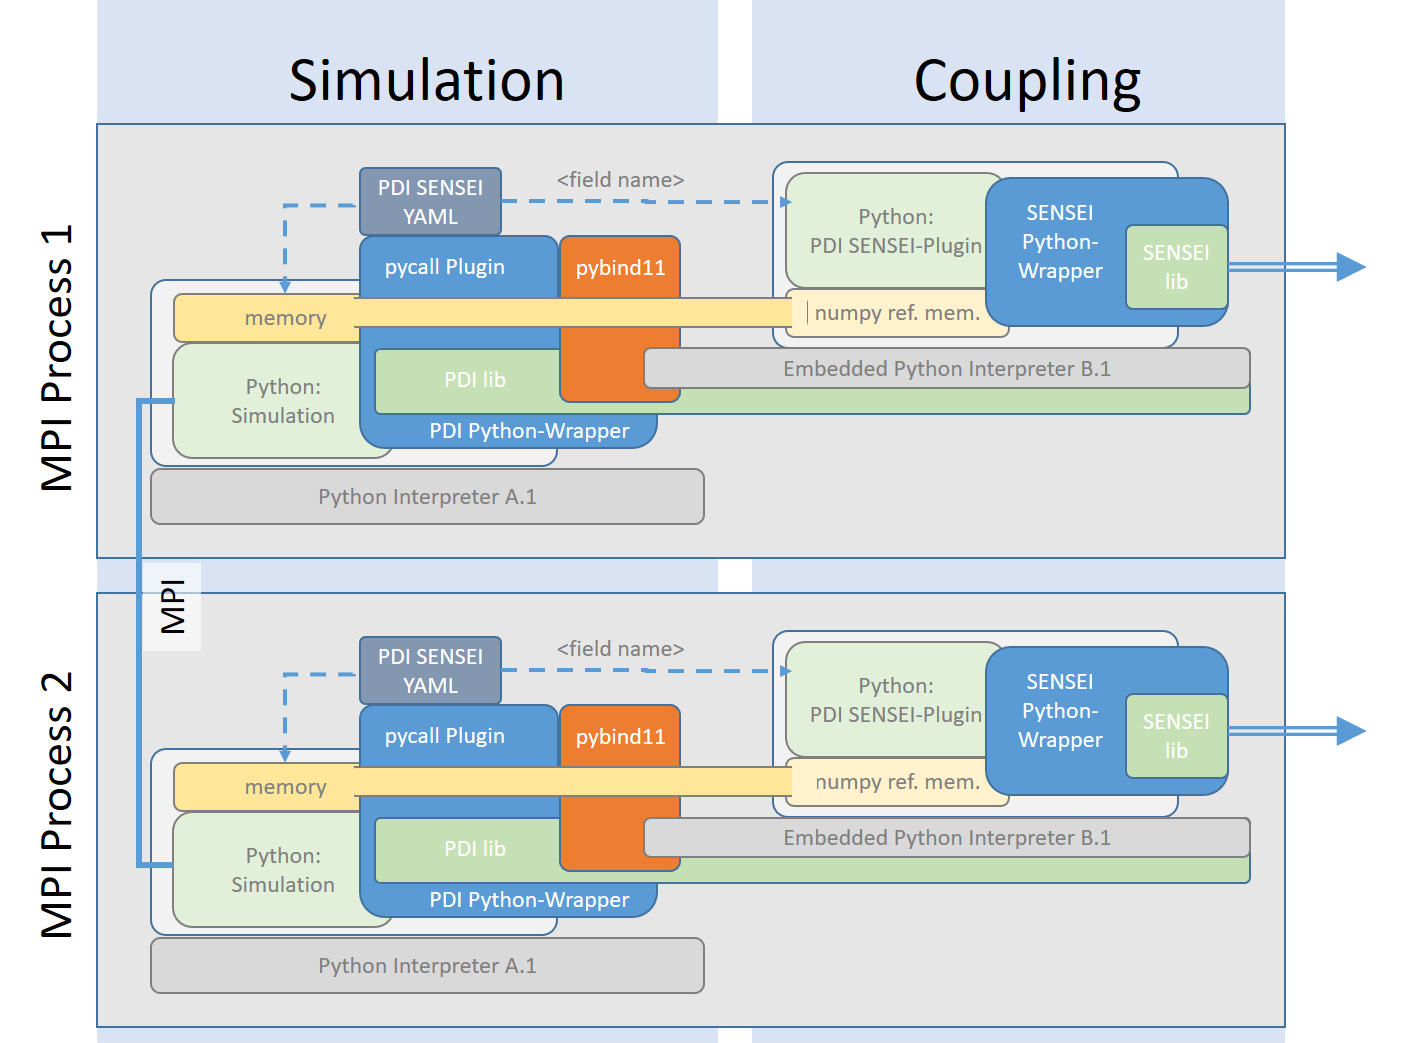 Simulation
Coupling
MPI Process 1
PDI SENSEI
YAML
<field name>
pycall Plugin
pybind11
Python:
PDI SENSEI-Plugin
SENSEI
Python-
Wrapper
SENSEI
lib
memory
numpy ref. mem.
Python:
Simulation
PDI lib
Embedded Python Interpreter B.1
PDI Python-Wrapper
Python Interpreter A.1
MPI
MPI Process 2
PDI SENSEI
YAML
<field name>
pycall Plugin
pybind11
Python:
PDI SENSEI-Plugin
SENSEI
Python-
Wrapper
SENSEI
lib
memory
numpy ref. mem.
Python:
Simulation
PDI lib
Embedded Python Interpreter B.1
PDI Python-Wrapper
Python Interpreter A.1